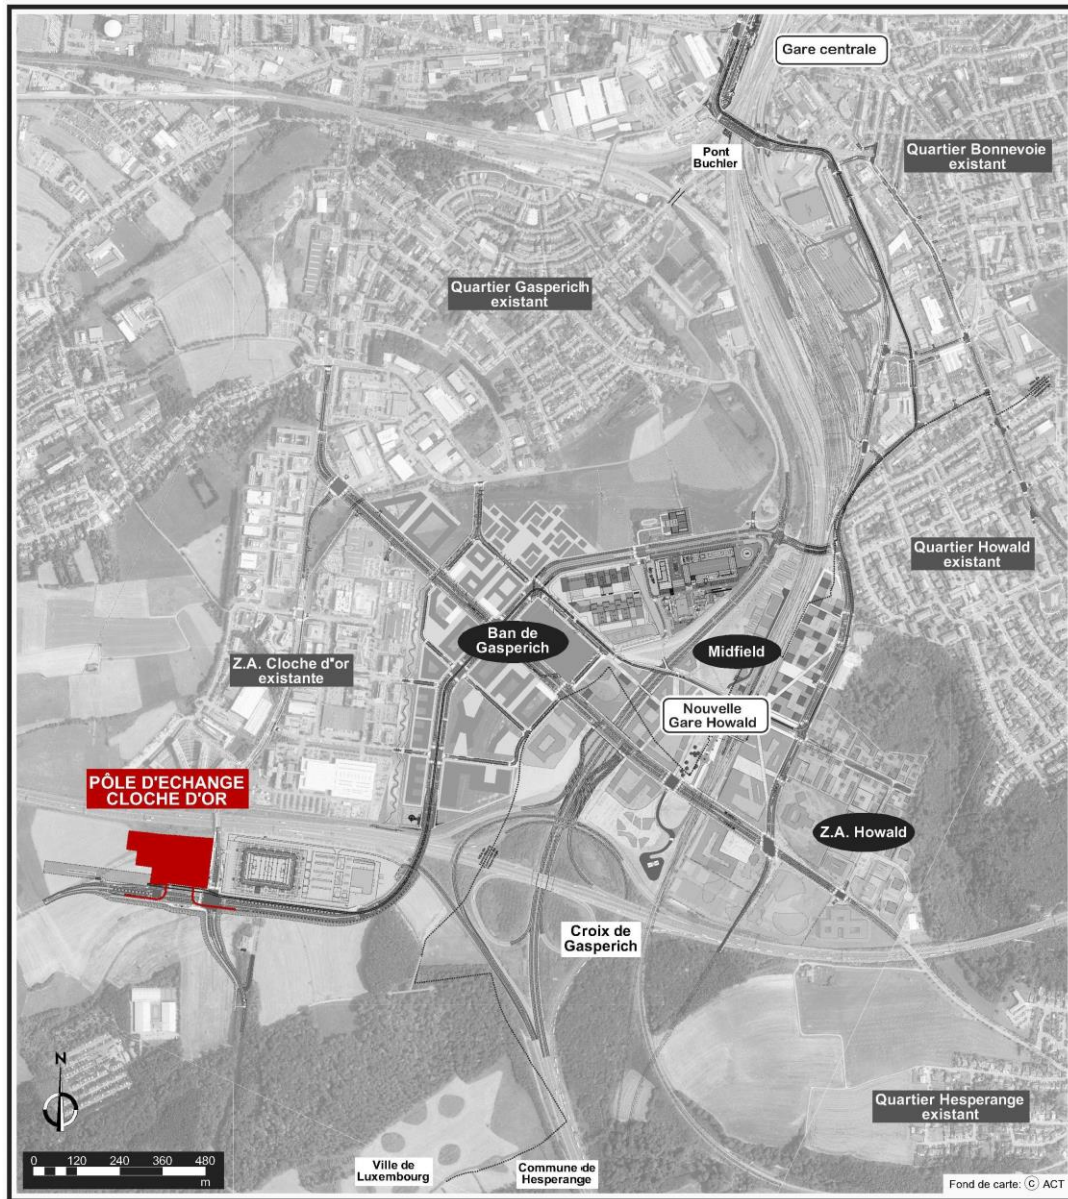 Gare centrale
Pont
Buchler
Quartier Bonnevoie
existant
Quartier Gasperich
existant
Quartier Howald
existant
Ban de
Gasperich
Midfield
Z.A. Cloche d'or
existante
Nouvelle
Gare Howald
PÔLE D'ECHANGE
CLOCHE D'OR
Z.A. Howald
Croix de
Gasperich
N
Quartier Hesperange
existant
0 120 240 360 480
m
Ville de
Luxembourg
Commune de
Hesperange
Fond de carte: © ACT